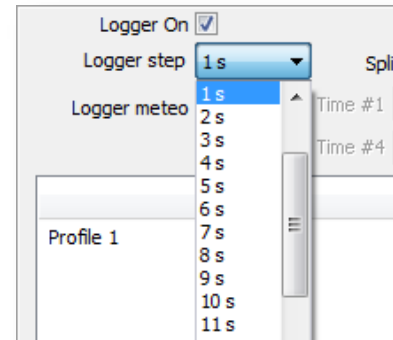 Logger On
Logger step 1 s Spli
Logger meteo
1 s
2 s
3 s
4 s
5 s
6 s
7 s
8 s
9 s
10 s
11 s
Time #1
Time #4
Profile 1